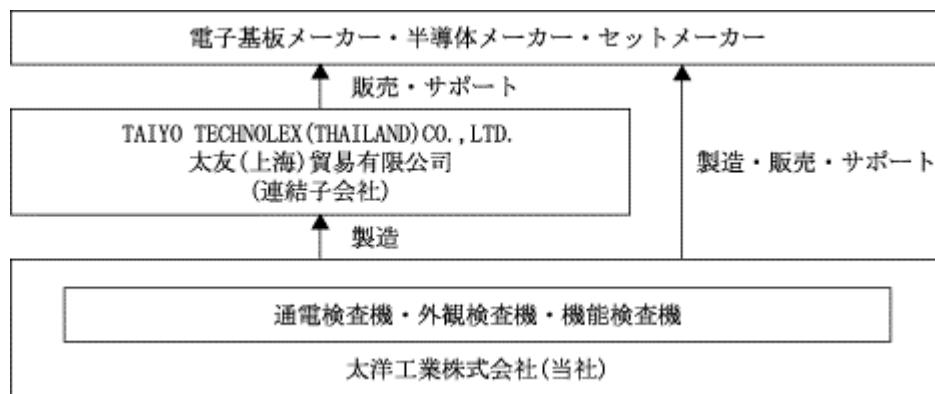 電子基板メーカー・半導体メーカー・セットメーカー
販売・サポート
TAIYO TECHNOLEX(THAILAND)CO.,LTD.
太友(上海)貿易有限公司
(連結子会社)
製造・販売・サポート
製造
通電検査機・外観検査機・機能検査機
太洋工業株式会社(当社)